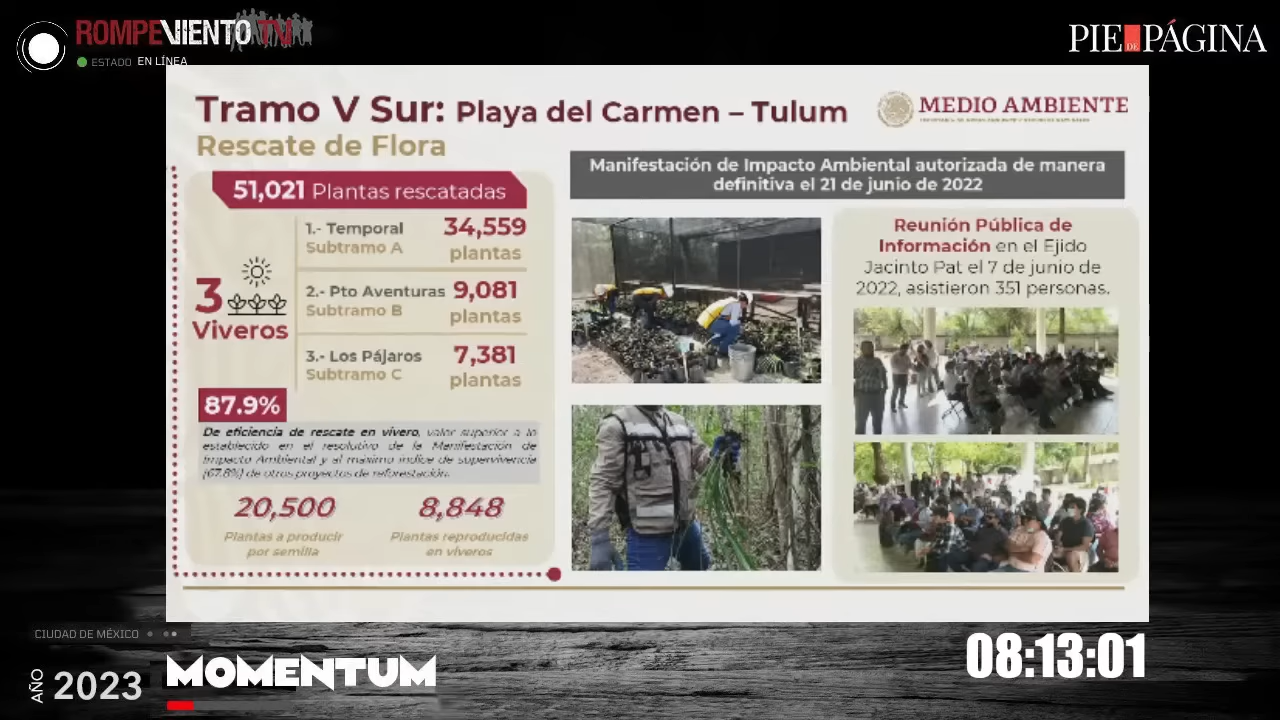 ROMPEVIENTO TV
ESTADO EN LÍNEA
PIE DE PÁGINA
Tramo V Sur: Playa del Carmen – Tulum
Rescate de Flora
MEDIO AMBIENTE
51,021 Plantas rescatadas
3
Viveros
1.- Temporal
Subtramo A
34,559
plantas
2.- Pto Aventuras
Subtramo B
9,081
plantas
3.- Los Pájaros
Subtramo C
7,381
plantas
87.9%
De eficiencia de rescate en vivero, valor superior a lo
establecido en el resolutivo de la Manifestación de
Impacto Ambiental y al máximo índice de supervivencia
(67.8%) de otros proyectos de reforestación.
20,500
Plantas a producir
por semilla
8,848
Plantas reproducidas
en viveros
Manifestación de Impacto Ambiental autorizada de manera
definitiva el 21 de junio de 2022
Reunión Pública de
Información en el Ejido
Jacinto Pat el 7 de junio de
2022, asistieron 351 personas.
CIUDAD DE MÉXICO
AÑO 2023
MOMENTUM
08:13:01